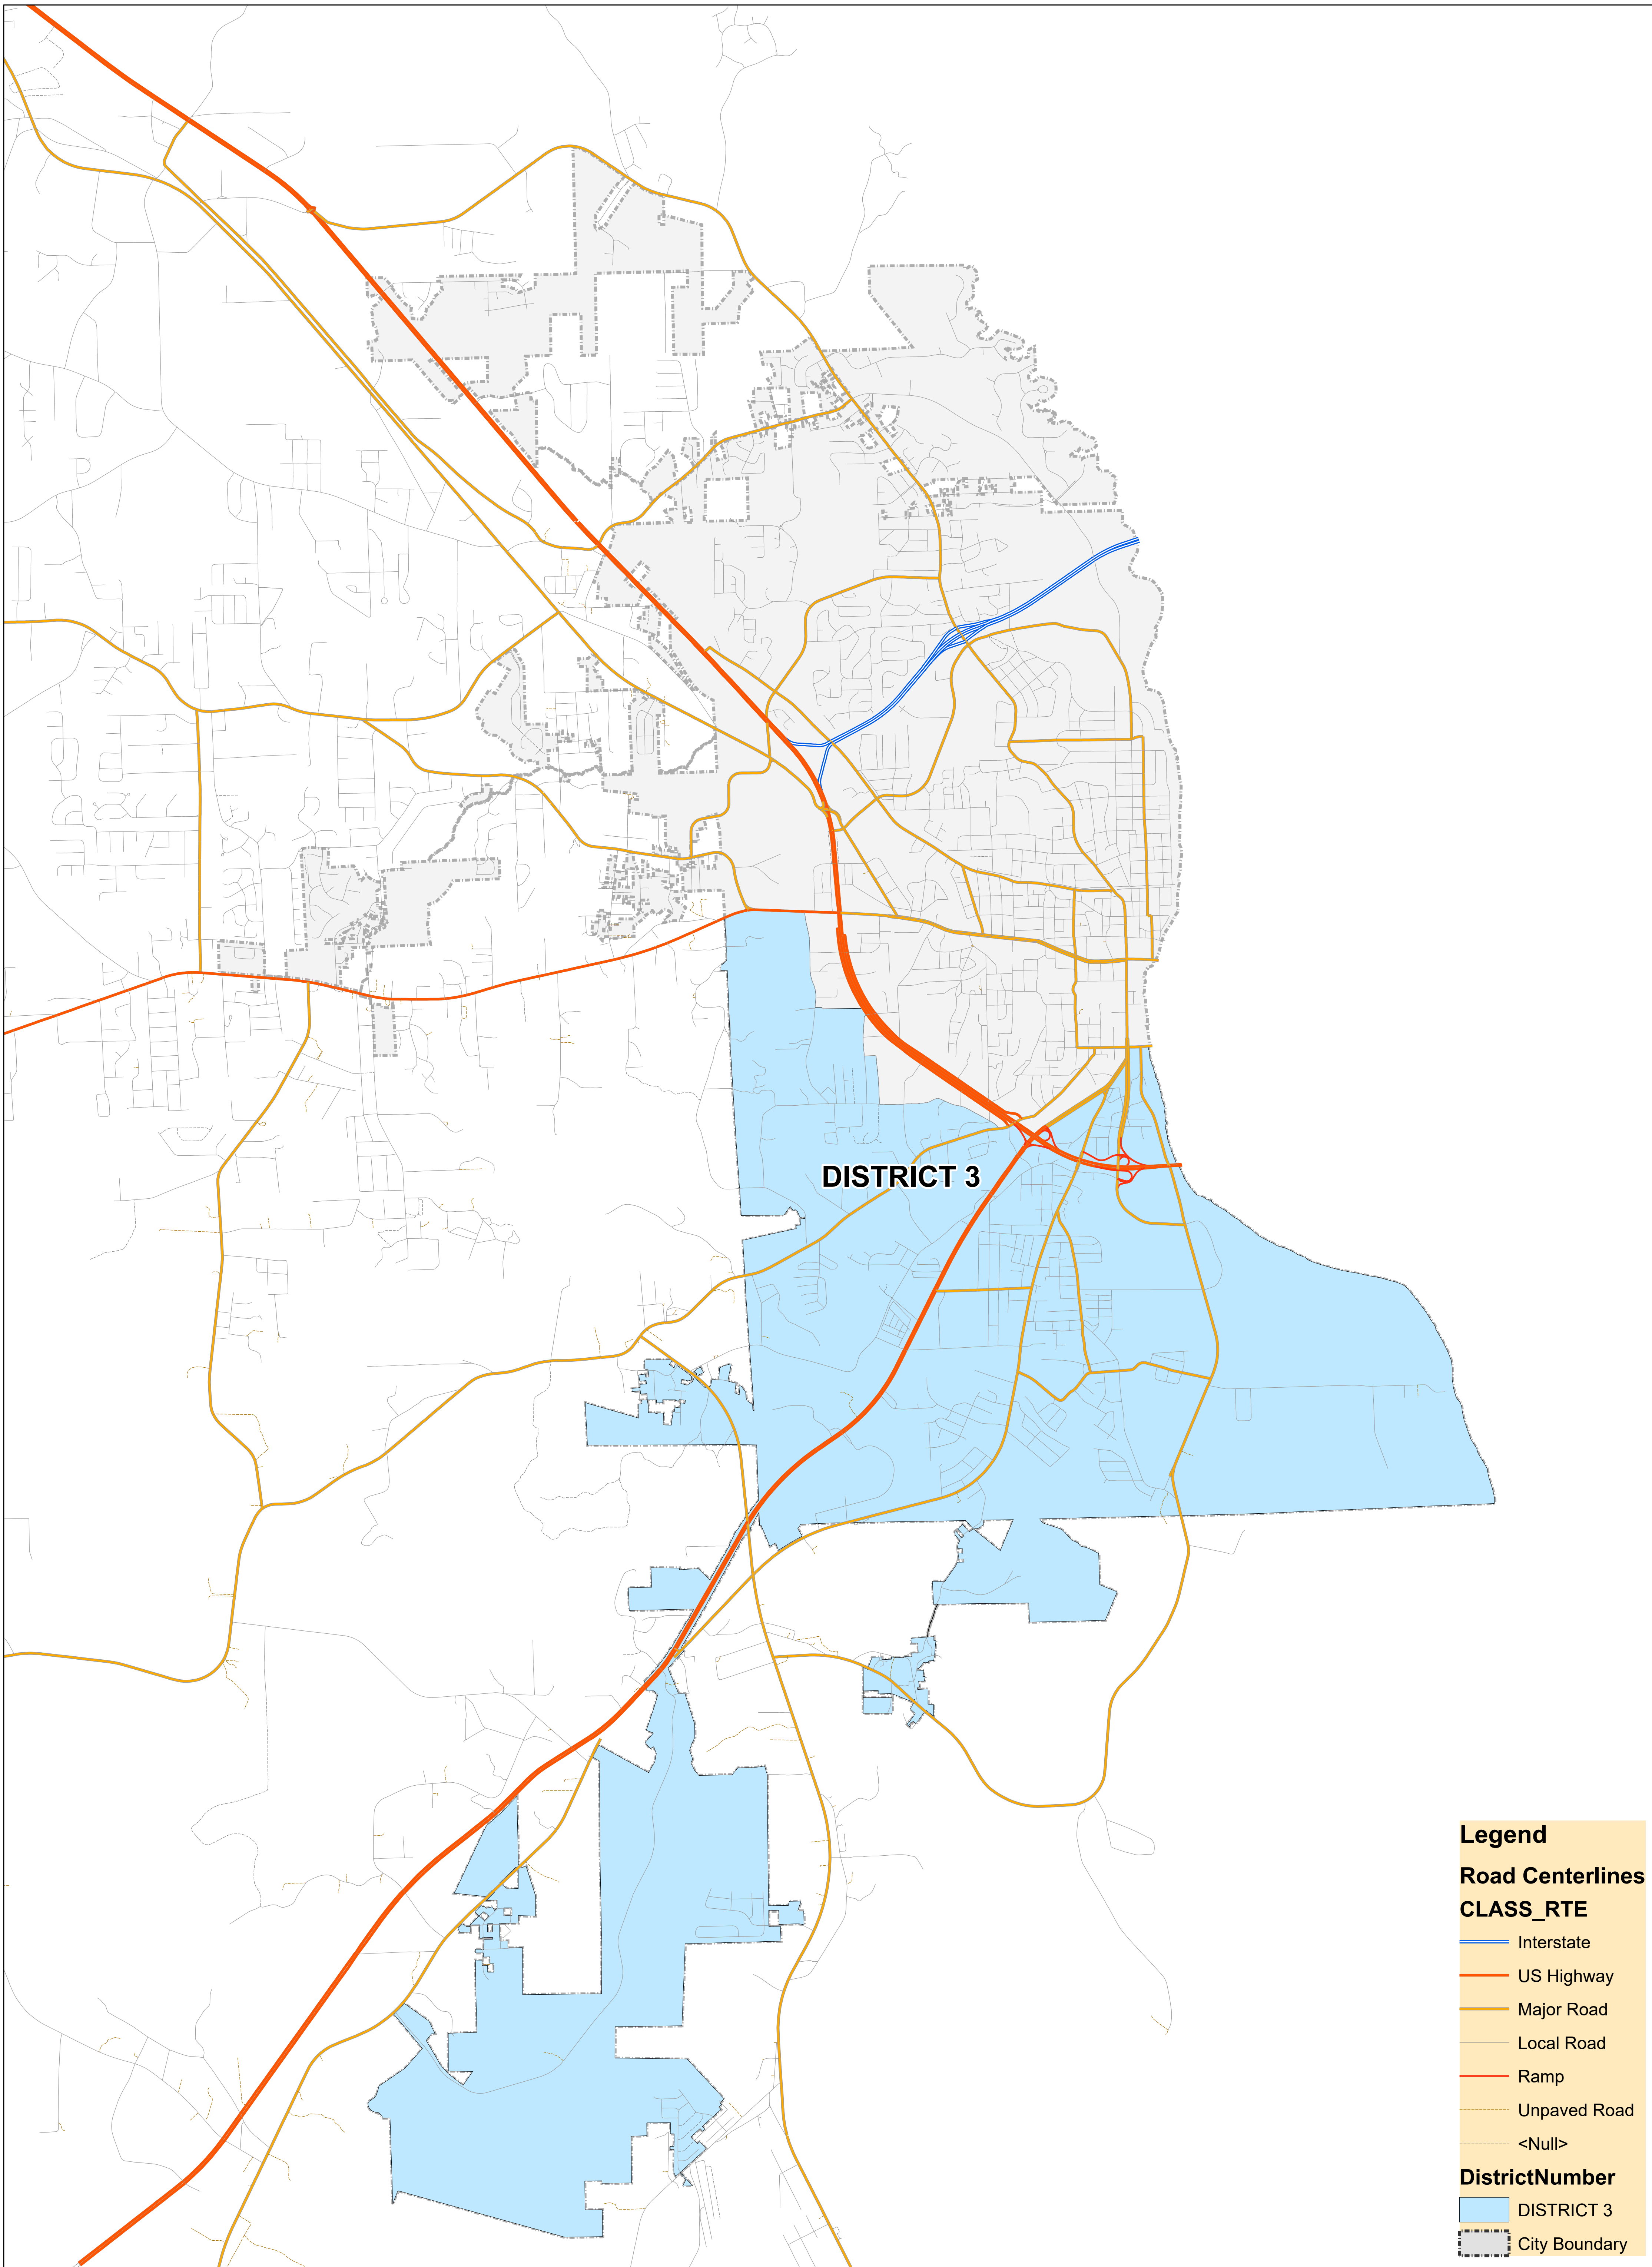 DISTRICT 3
Legend
Road Centerlines
CLASS_RTE
Interstate
US Highway
Major Road
Local Road
Ramp
Unpaved Road
<Null>
DistrictNumber
DISTRICT 3
City Boundary